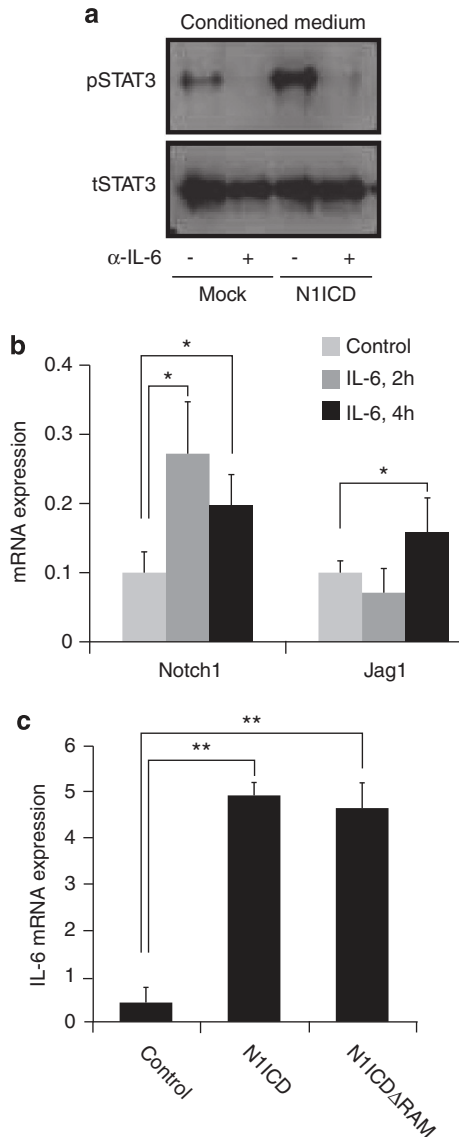 a
Conditioned medium
pSTAT3
tSTAT3
α-IL-6 - + - +
Mock N1ICD
b
Control
IL-6, 2h
IL-6, 4h
mRNA expression
0.4
0.3
0.2
0.1
0
* * *
Notch1 Jag1
c
IL-6 mRNA expression
6
5
4
3
2
1
0
** **
Control N1ICD N1ICDΔRAM